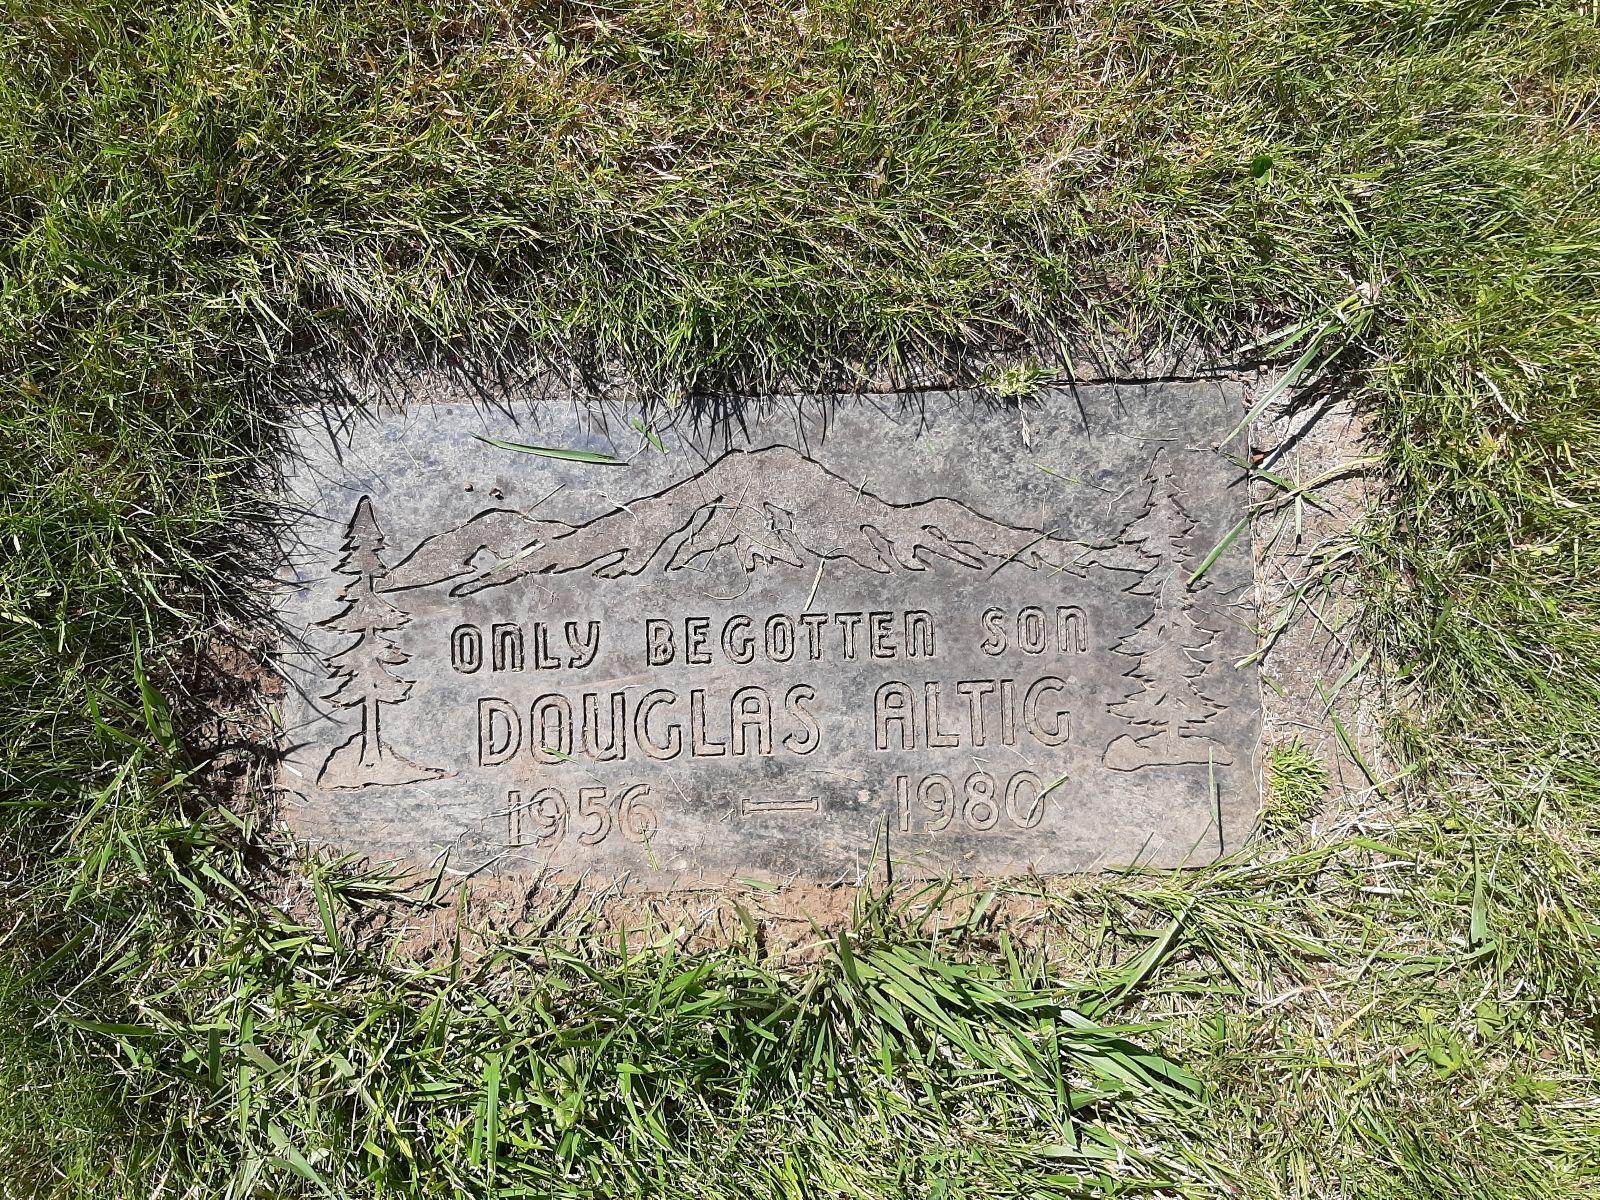 ONLY BEGOTTEN SON
DOUGLAS ALTIG
1956 — 1980